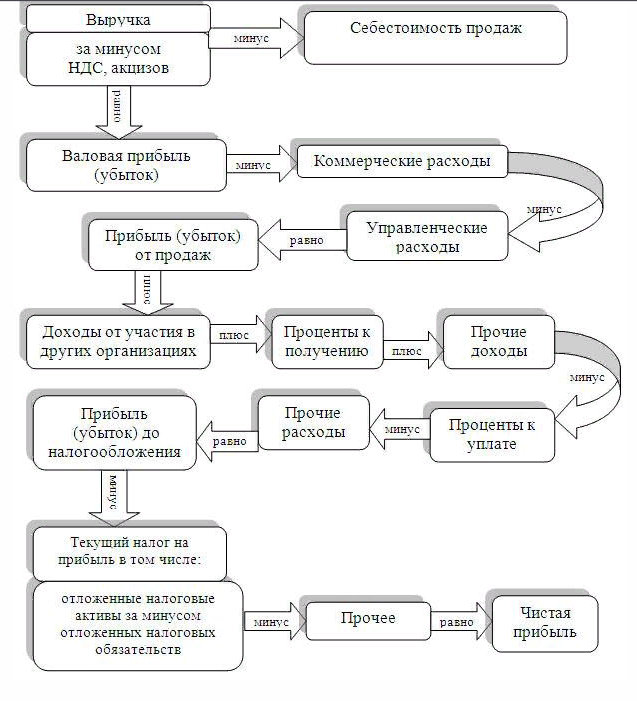 Выручка
за минусом
НДС, акцизов
минус
Себестоимость продаж
равно
Валовая прибыль
(убыток)
минус
Коммерческие расходы
минус
Управленческие
расходы
равно
Прибыль (убыток)
от продаж
плюс
Доходы от участия в
других организациях
плюс
Проценты к
получению
плюс
Прочие
доходы
минус
Проценты к
уплате
минус
Прочие
расходы
равно
Прибыль
(убыток) до
налогообложения
минус
Текущий налог на
прибыль в том числе:
отложенные налоговые
активы за минусом
отложенных налоговых
обязательств
минус
Прочее
равно
Чистая
прибыль